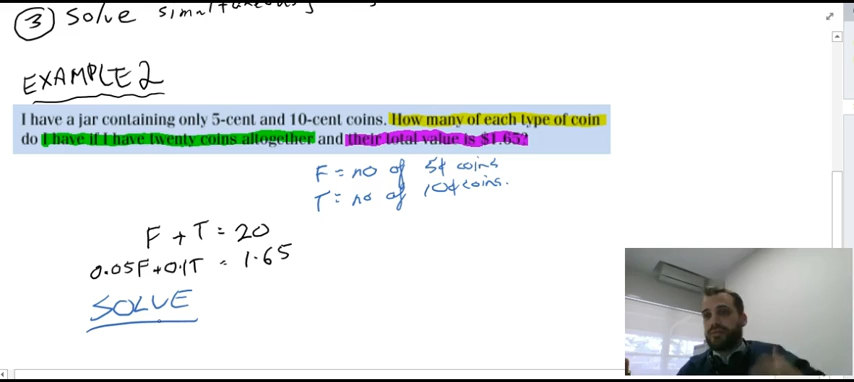 ③ Solve simultaneously
EXAMPLE 2
I have a jar containing only 5-cent and 10-cent coins. How many of each type of coin
do I have if I have twenty coins altogether and their total value is $1.65?
F = no of 5¢ coins
T = no of 10¢ coins.
F + T = 20
0.05F + 0.1T = 1.65
SOLVE